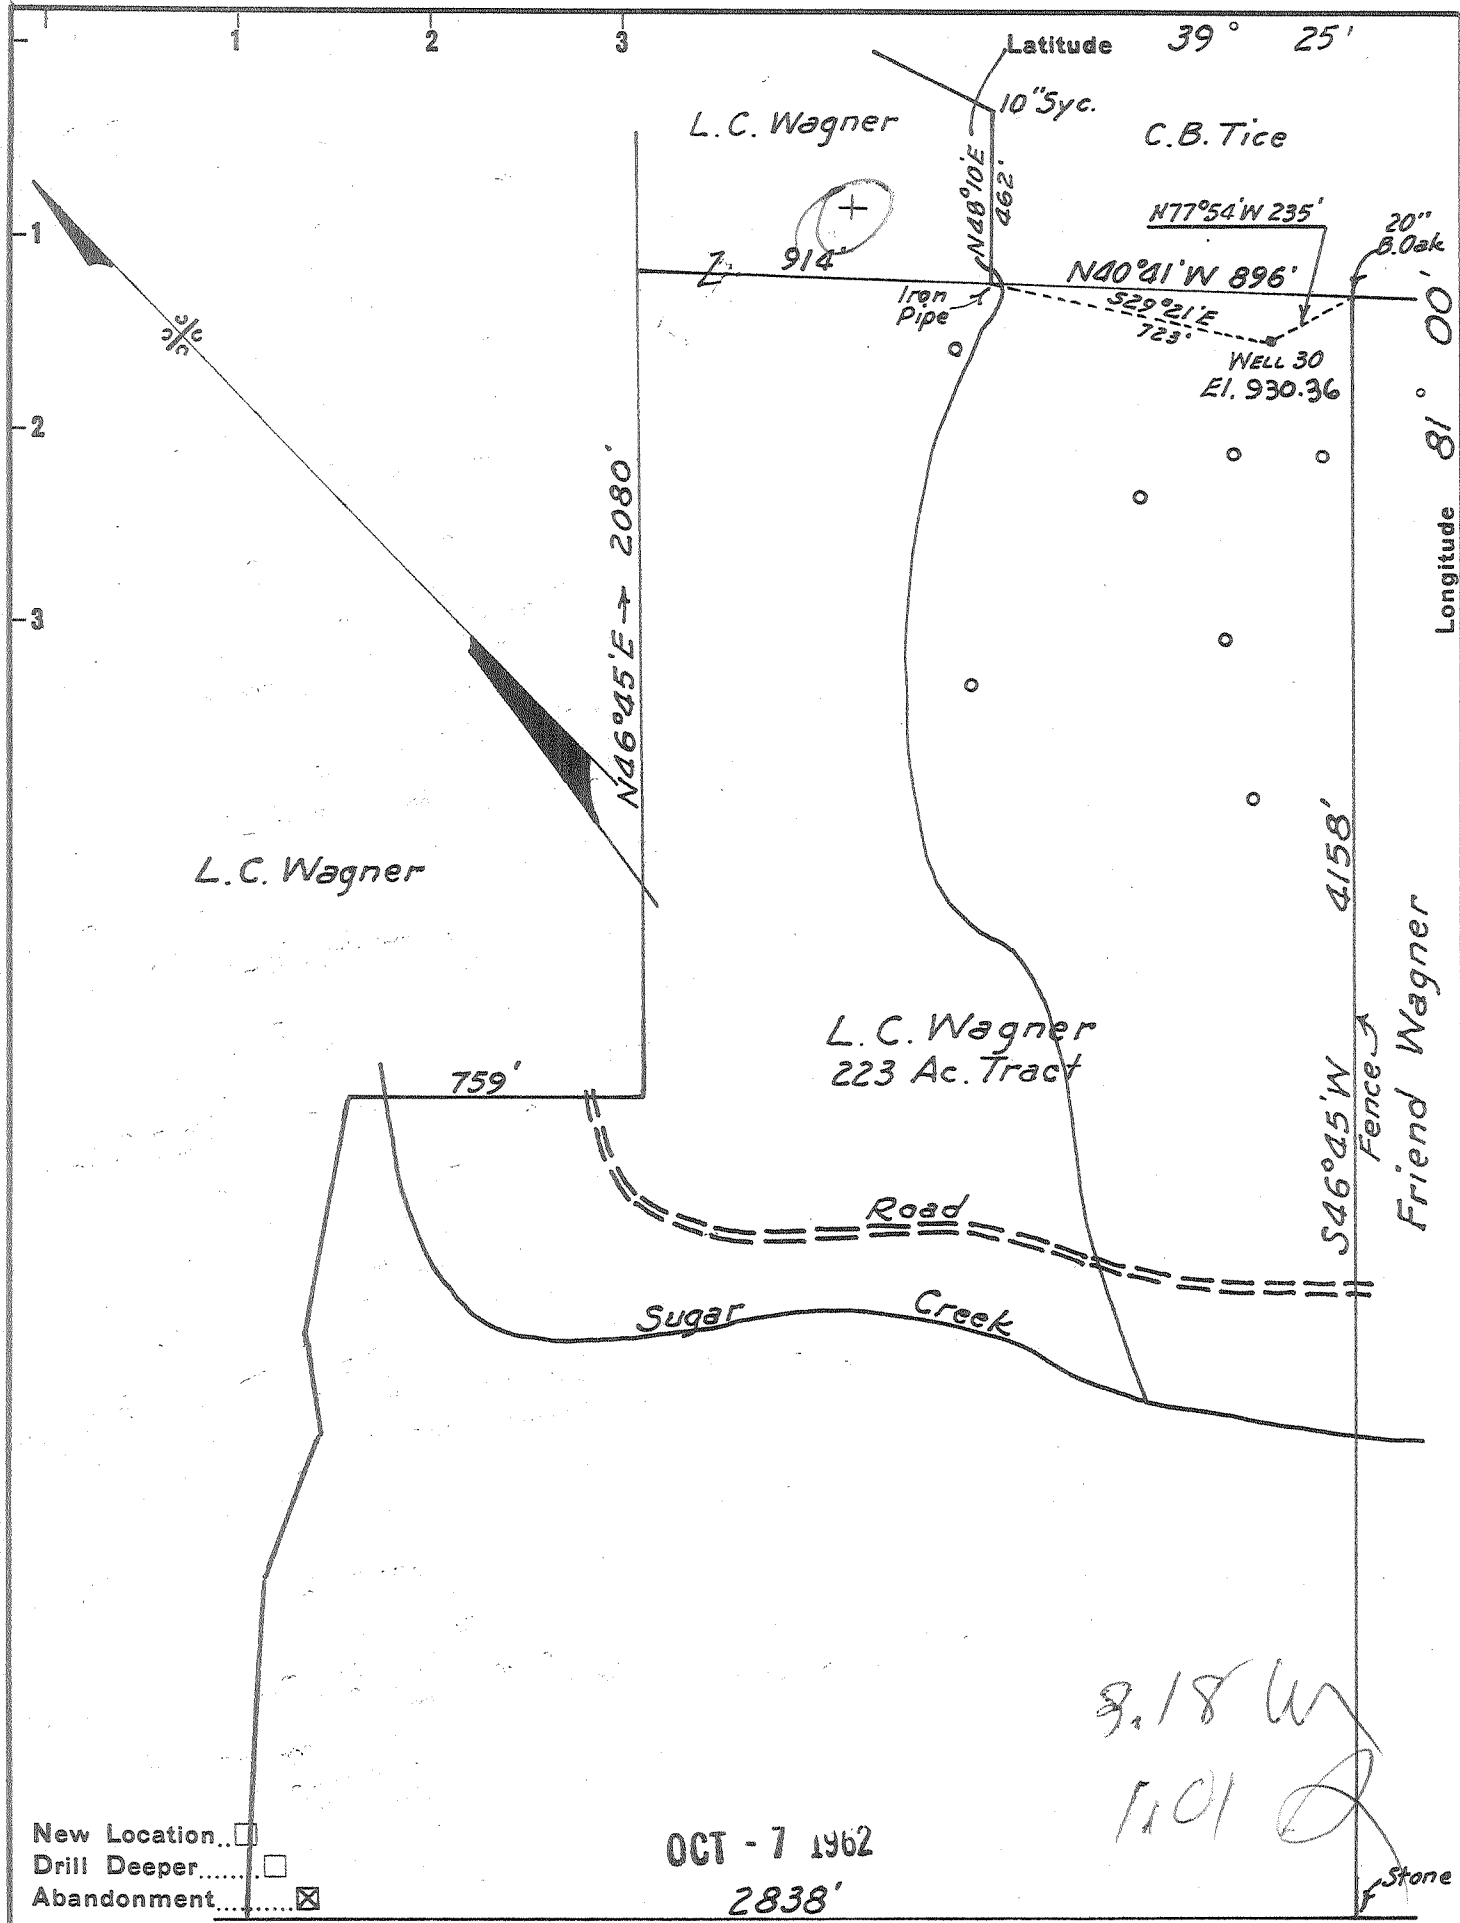 1 2 3
Latitude 39° 25'
10" Syc.
L.C. Wagner
C.B. Tice
N48°10'E
462'
N77°54'W 235'
20"
B.Oak
1
914'
N40°41'W 896'
Iron
Pipe
S29°21'E
723'
WELL 30
El. 930.36
Longitude 81° 00'
2
3
N46°45'E → 2080'
L.C. Wagner
4158'
S46°45'W
Fence
Friend Wagner
L.C. Wagner
223 Ac. Tract
759'
Road
Sugar Creek
New Location..☐
Drill Deeper........☐
Abandonment..........☒
OCT - 7 1962
2838'
Stone